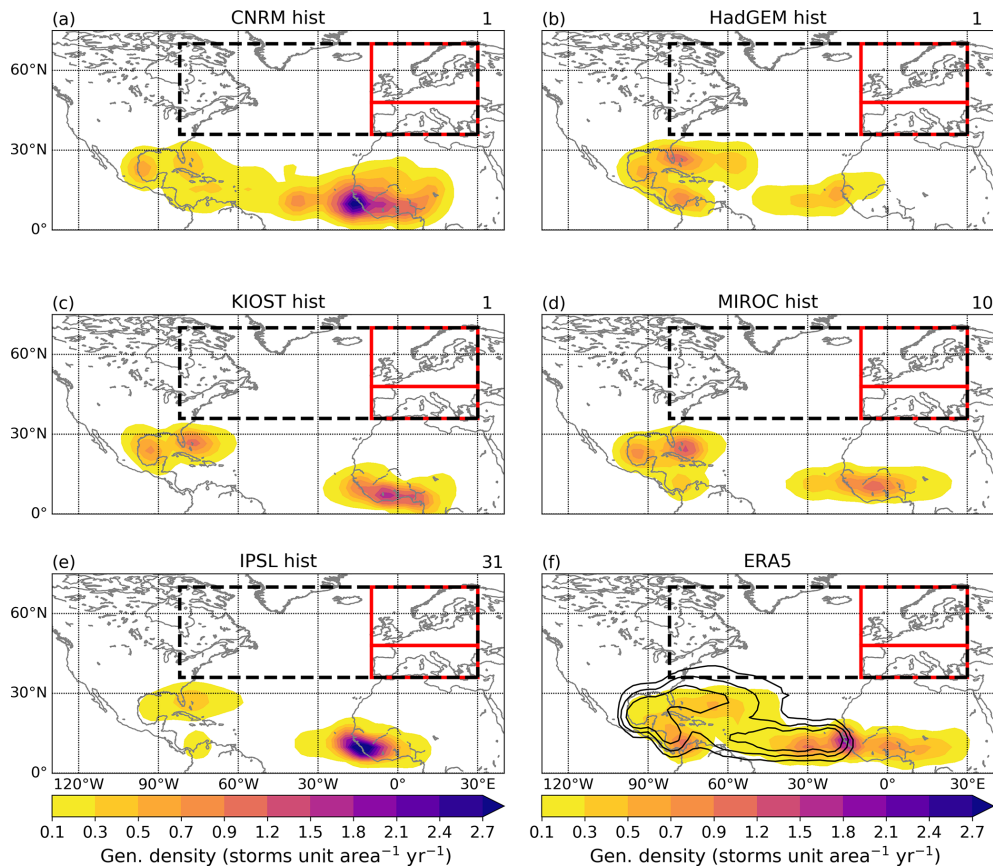 (a) CNRM hist 1
(b) HadGEM hist 1
60°N
30°N
0°
(c) KIOST hist 1
(d) MIROC hist 10
60°N
30°N
0°
(e) IPSL hist 31
(f) ERA5
60°N
30°N
0°
120°W 90°W 60°W 30°W 0° 30°E
120°W 90°W 60°W 30°W 0° 30°E
0.1 0.3 0.5 0.7 0.9 1.2 1.5 1.8 2.1 2.4 2.7
0.1 0.3 0.5 0.7 0.9 1.2 1.5 1.8 2.1 2.4 2.7
Gen. density (storms unit area⁻¹ yr⁻¹)
Gen. density (storms unit area⁻¹ yr⁻¹)